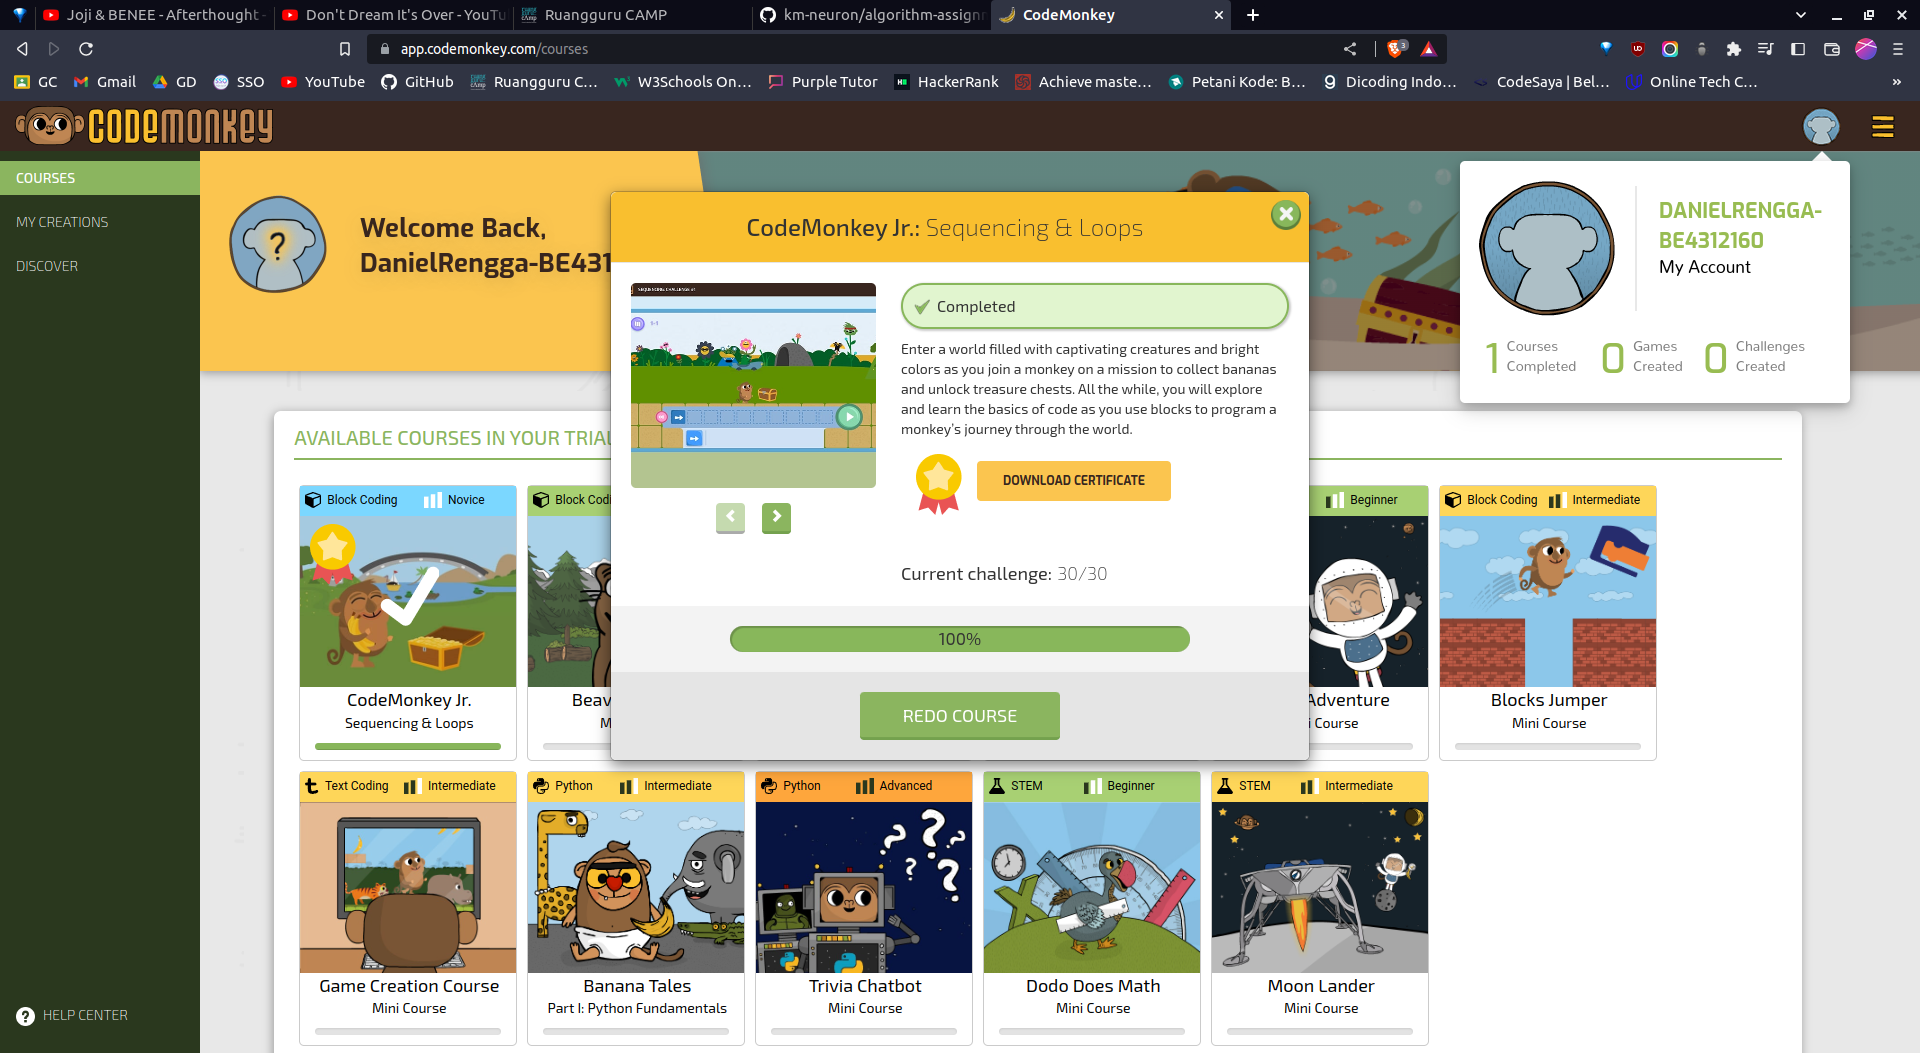 Joji & BENEE - Afterthought -
Don't Dream It's Over - YouTu
Ruangguru CAMP
km-neuron/algorithm-assignm
CodeMonkey
app.codemonkey.com/courses
3
GC
Gmail
GD
SSO
YouTube
GitHub
Ruangguru C...
W3Schools On...
Purple Tutor
HackerRank
Achieve maste...
Petani Kode: B...
Dicoding Indo...
CodeSaya | Bel...
Online Tech C...
»
CODEMONKEY
COURSES
MY CREATIONS
DISCOVER
HELP CENTER
?
Welcome Back,
DanielRengga-BE431
DANIELRENGGA-
BE4312160
My Account
1 Courses Completed
0 Games Created
0 Challenges Created
CodeMonkey Jr.: Sequencing & Loops
SEQUENCING CHALLENGE #1
Completed
Enter a world filled with captivating creatures and bright
colors as you join a monkey on a mission to collect bananas
and unlock treasure chests. All the while, you will explore
and learn the basics of code as you use blocks to program a
monkey's journey through the world.
DOWNLOAD CERTIFICATE
Current challenge: 30/30
100%
REDO COURSE
AVAILABLE COURSES IN YOUR TRIAL
Block Coding
Novice
CodeMonkey Jr.
Sequencing & Loops
Block Codi
Beav
M
Beginner
Adventure
i Course
Block Coding
Intermediate
Blocks Jumper
Mini Course
Text Coding
Intermediate
Game Creation Course
Mini Course
Python
Intermediate
Banana Tales
Part I: Python Fundamentals
Python
Advanced
? ? ? ? ?
Trivia Chatbot
Mini Course
STEM
Beginner
Dodo Does Math
Mini Course
STEM
Intermediate
Moon Lander
Mini Course